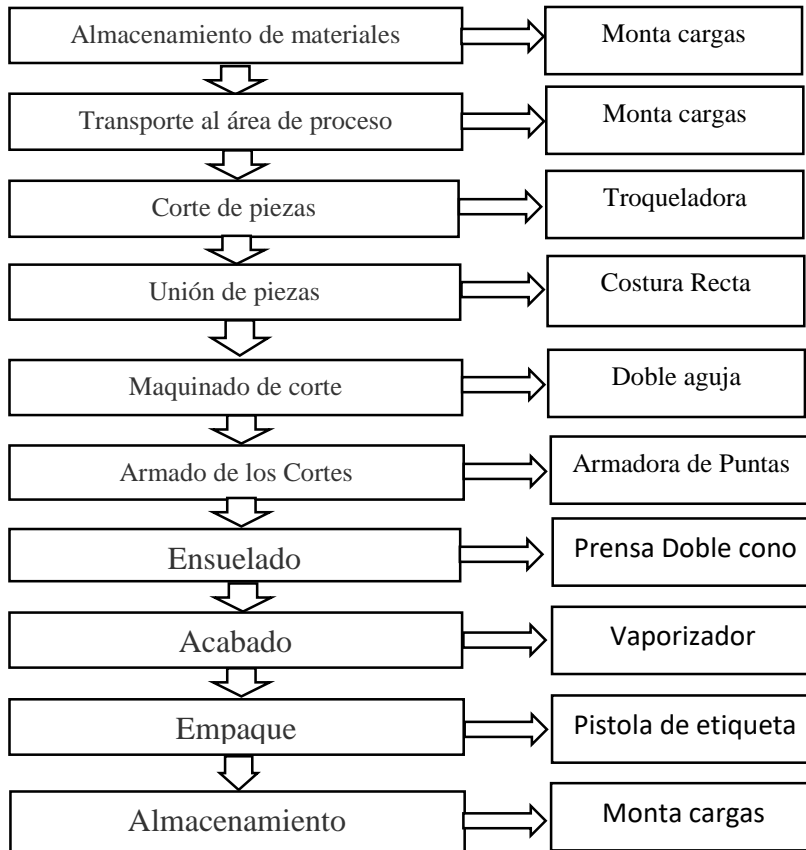 Almacenamiento de materiales
Monta cargas
Transporte al área de proceso
Monta cargas
Corte de piezas
Troqueladora
Unión de piezas
Costura Recta
Maquinado de corte
Doble aguja
Armado de los Cortes
Armadora de Puntas
Ensuelado
Prensa Doble cono
Acabado
Vaporizador
Empaque
Pistola de etiqueta
Almacenamiento
Monta cargas